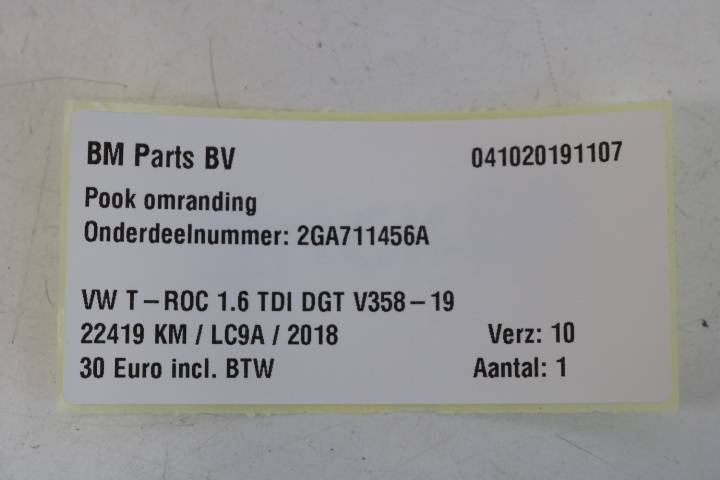 BM Parts BV 041020191107
Pook omranding
Onderdeelnummer: 2GA711456A
VW T-ROC 1.6 TDI DGT V358-19
22419 KM / LC9A / 2018 Verz: 10
30 Euro incl. BTW Aantal: 1